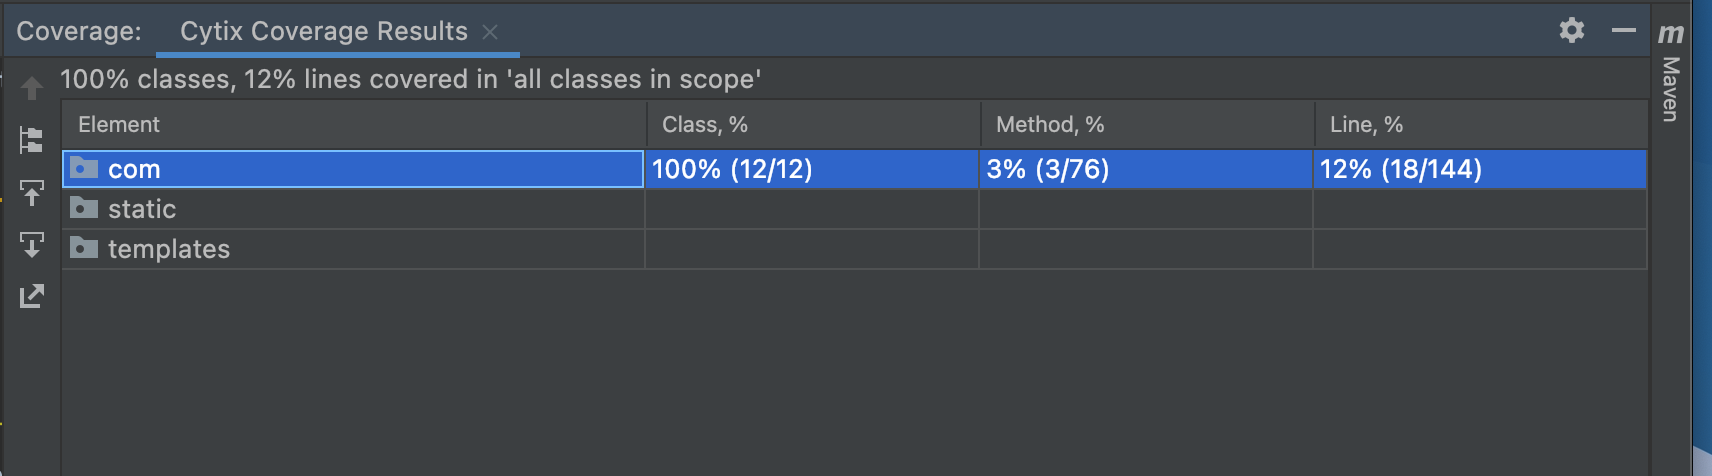 Coverage: Cytix Coverage Results
100% classes, 12% lines covered in 'all classes in scope'
Element Class, % Method, % Line, %
com 100% (12/12) 3% (3/76) 12% (18/144)
static
templates
m
Maven